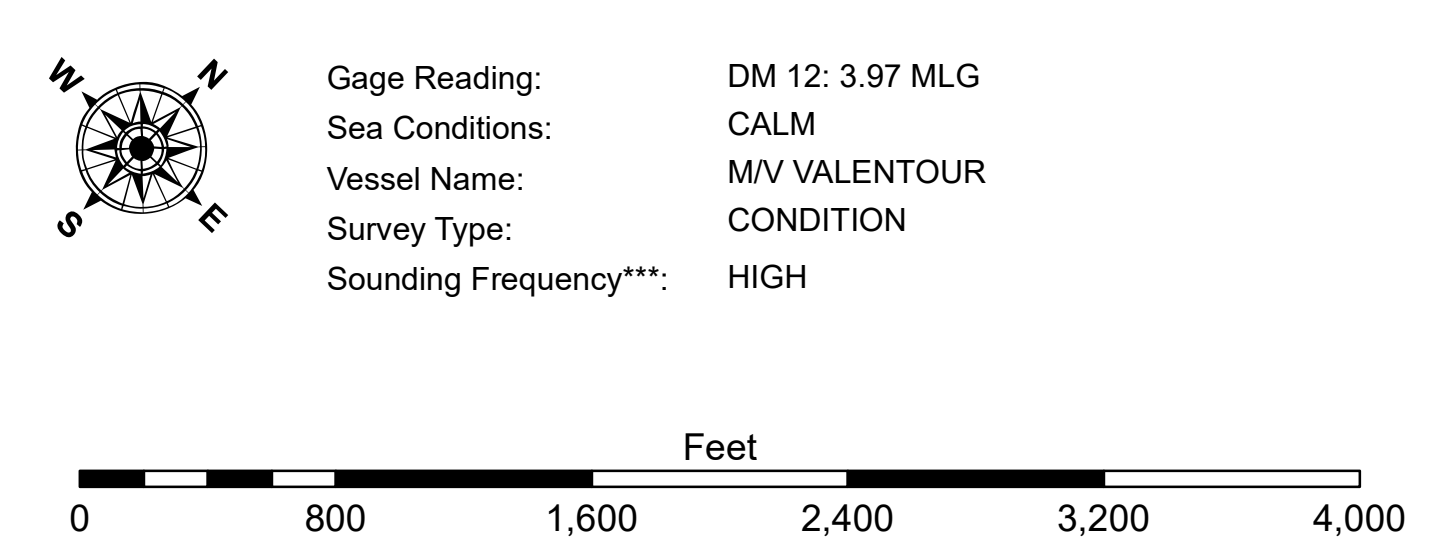 W N
S E
Gage Reading: DM 12: 3.97 MLG
Sea Conditions: CALM
Vessel Name: M/V VALENTOUR
Survey Type: CONDITION
Sounding Frequency***: HIGH
Feet
0 800 1,600 2,400 3,200 4,000